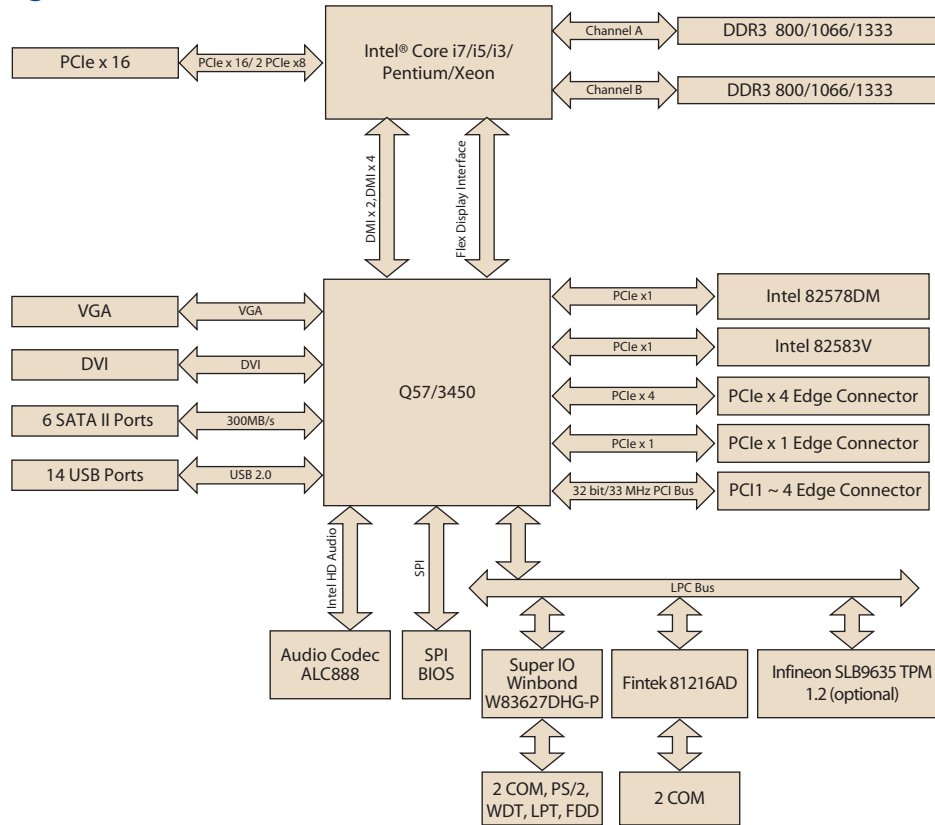 Intel® Core i7/i5/i3/
Pentium/Xeon
PCIe x 16
PCIe x 16/ 2 PCIe x8
Channel A
DDR3 800/1066/1333
Channel B
DDR3 800/1066/1333
DMI x 2, DMI x 4
Flex Display Interface
Q57/3450
VGA
VGA
DVI
DVI
6 SATA II Ports
300MB/s
14 USB Ports
USB 2.0
PCIe x1
Intel 82578DM
PCIe x1
Intel 82583V
PCIe x 4
PCIe x 4 Edge Connector
PCIe x 1
PCIe x 1 Edge Connector
32 bit/33 MHz PCI Bus
PCI1 ~ 4 Edge Connector
Intel HD Audio
SPI
LPC Bus
Audio Codec
ALC888
SPI
BIOS
Super IO
Winbond
W83627DHG-P
Fintek 81216AD
Infineon SLB9635 TPM
1.2 (optional)
2 COM, PS/2,
WDT, LPT, FDD
2 COM